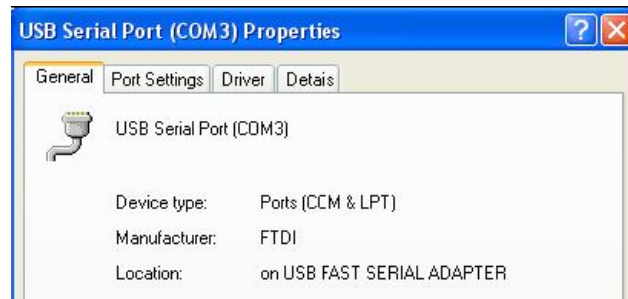 USB Serial Port (COM3) Properties
General Port Settings Driver Detais
USB Serial Port (COM3)
Device type: Ports (CCM & LPT)
Manufacturer: FTDI
Location: on USB FAST SERIAL ADAPTER